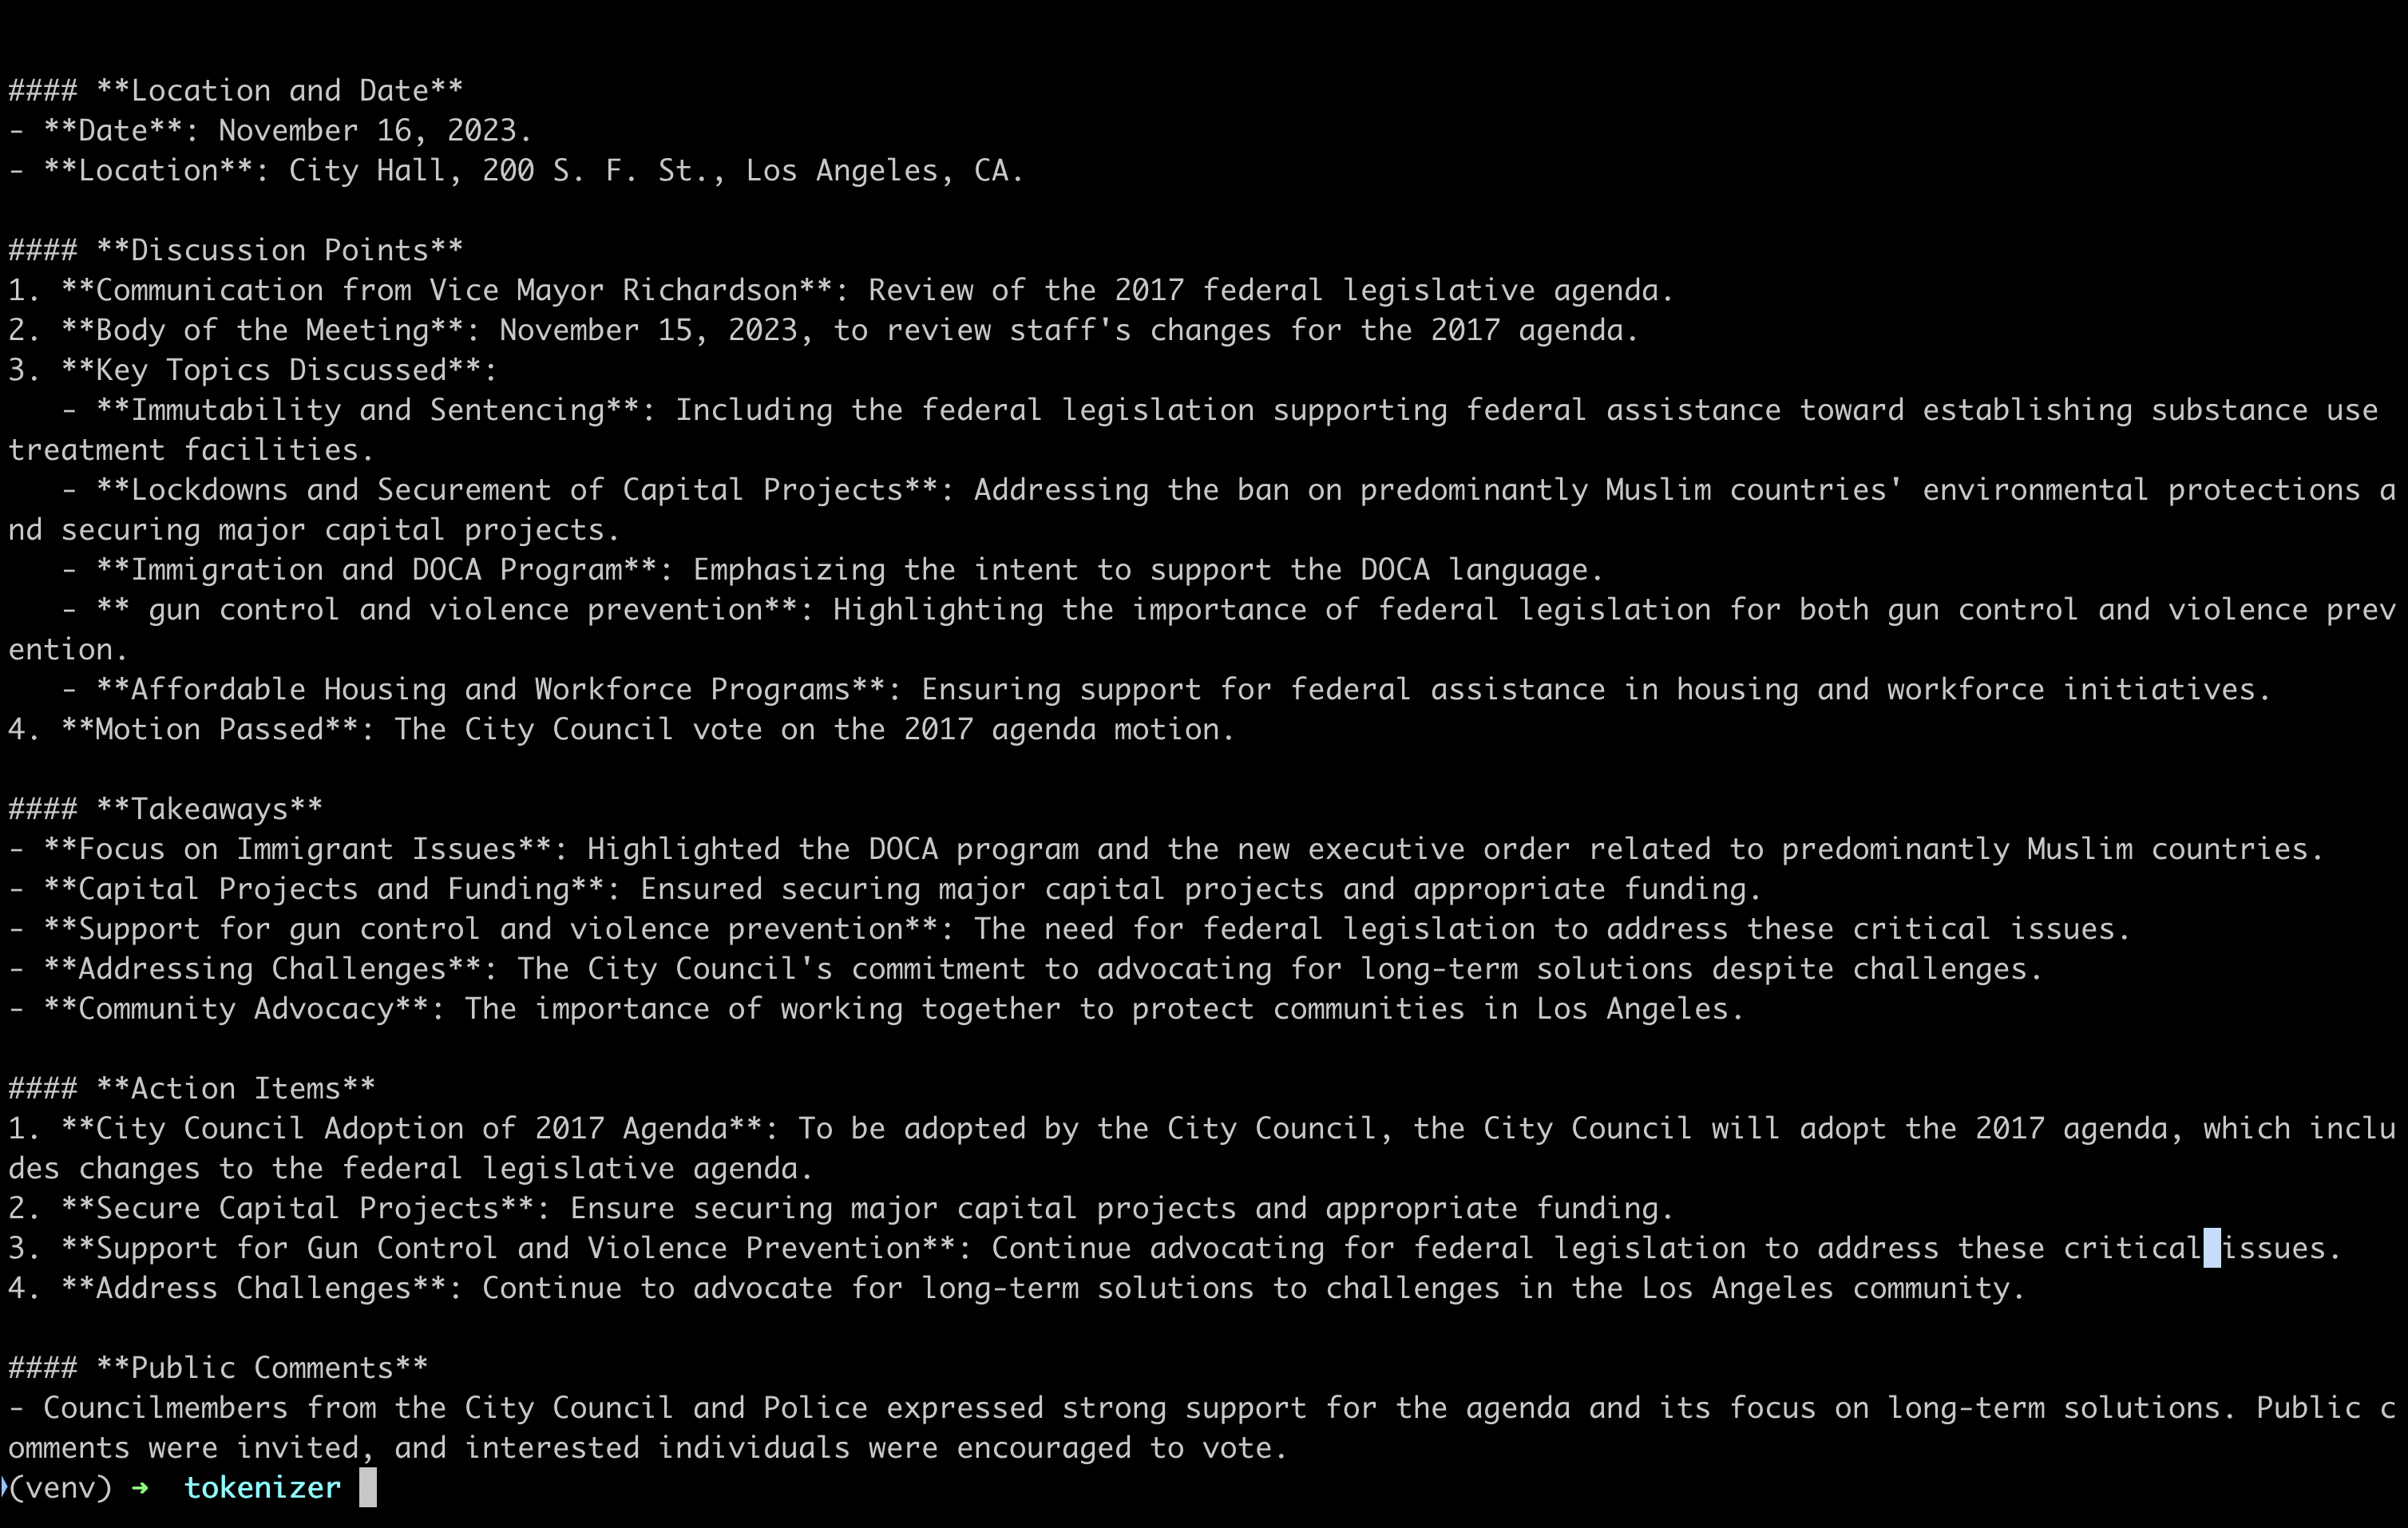 #### **Location and Date**
- **Date**: November 16, 2023.
- **Location**: City Hall, 200 S. F. St., Los Angeles, CA.

#### **Discussion Points**
1. **Communication from Vice Mayor Richardson**: Review of the 2017 federal legislative agenda.
2. **Body of the Meeting**: November 15, 2023, to review staff's changes for the 2017 agenda.
3. **Key Topics Discussed**:
   - **Immutability and Sentencing**: Including the federal legislation supporting federal assistance toward establishing substance use
treatment facilities.
   - **Lockdowns and Securement of Capital Projects**: Addressing the ban on predominantly Muslim countries' environmental protections a
nd securing major capital projects.
   - **Immigration and DOCA Program**: Emphasizing the intent to support the DOCA language.
   - ** gun control and violence prevention**: Highlighting the importance of federal legislation for both gun control and violence prev
ention.
   - **Affordable Housing and Workforce Programs**: Ensuring support for federal assistance in housing and workforce initiatives.
4. **Motion Passed**: The City Council vote on the 2017 agenda motion.

#### **Takeaways**
- **Focus on Immigrant Issues**: Highlighted the DOCA program and the new executive order related to predominantly Muslim countries.
- **Capital Projects and Funding**: Ensured securing major capital projects and appropriate funding.
- **Support for gun control and violence prevention**: The need for federal legislation to address these critical issues.
- **Addressing Challenges**: The City Council's commitment to advocating for long-term solutions despite challenges.
- **Community Advocacy**: The importance of working together to protect communities in Los Angeles.

#### **Action Items**
1. **City Council Adoption of 2017 Agenda**: To be adopted by the City Council, the City Council will adopt the 2017 agenda, which inclu
des changes to the federal legislative agenda.
2. **Secure Capital Projects**: Ensure securing major capital projects and appropriate funding.
3. **Support for Gun Control and Violence Prevention**: Continue advocating for federal legislation to address these critical issues.
4. **Address Challenges**: Continue to advocate for long-term solutions to challenges in the Los Angeles community.

#### **Public Comments**
- Councilmembers from the City Council and Police expressed strong support for the agenda and its focus on long-term solutions. Public c
omments were invited, and interested individuals were encouraged to vote.
(venv) ➜  tokenizer